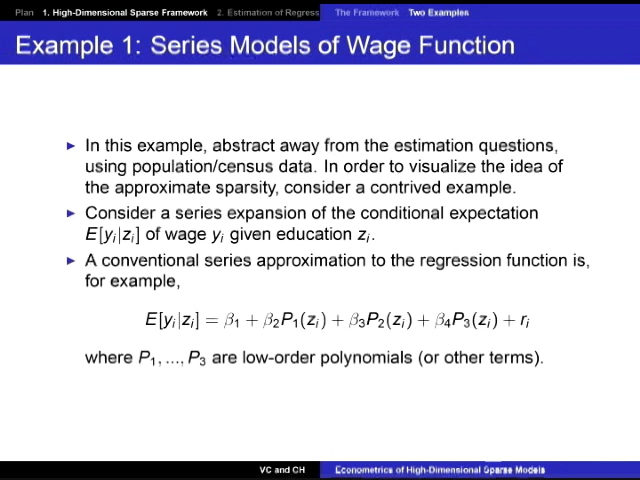 Plan 1. High-Dimensional Sparse Framework 2. Estimation of Regress The Framework Two Examples
Example 1: Series Models of Wage Function
► In this example, abstract away from the estimation questions,
using population/census data. In order to visualize the idea of
the approximate sparsity, consider a contrived example.
► Consider a series expansion of the conditional expectation
E[yᵢ|zᵢ] of wage yᵢ given education zᵢ.
► A conventional series approximation to the regression function is,
for example,
E[yᵢ|zᵢ] = β₁ + β₂P₁(zᵢ) + β₃P₂(zᵢ) + β₄P₃(zᵢ) + rᵢ
where P₁, ..., P₃ are low-order polynomials (or other terms).
VC and CH Econometrics of High-Dimensional Sparse Models